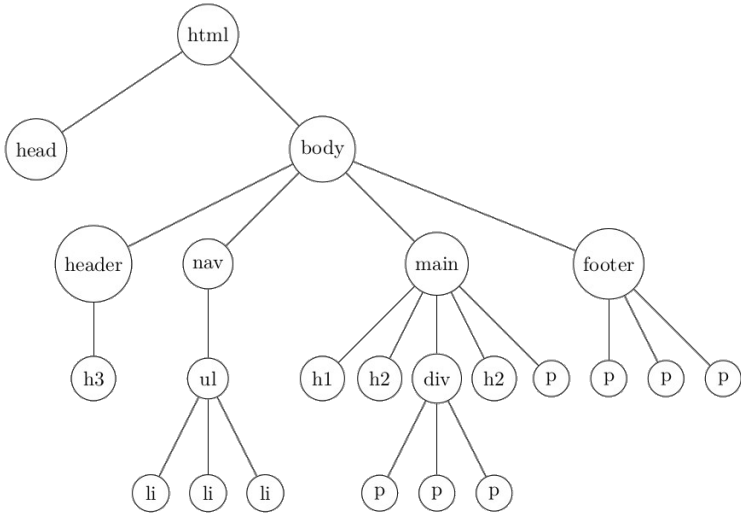 html
head
body
header
nav
main
footer
h3
ul
h1
h2
div
h2
p
p
p
p
li
li
li
p
p
p